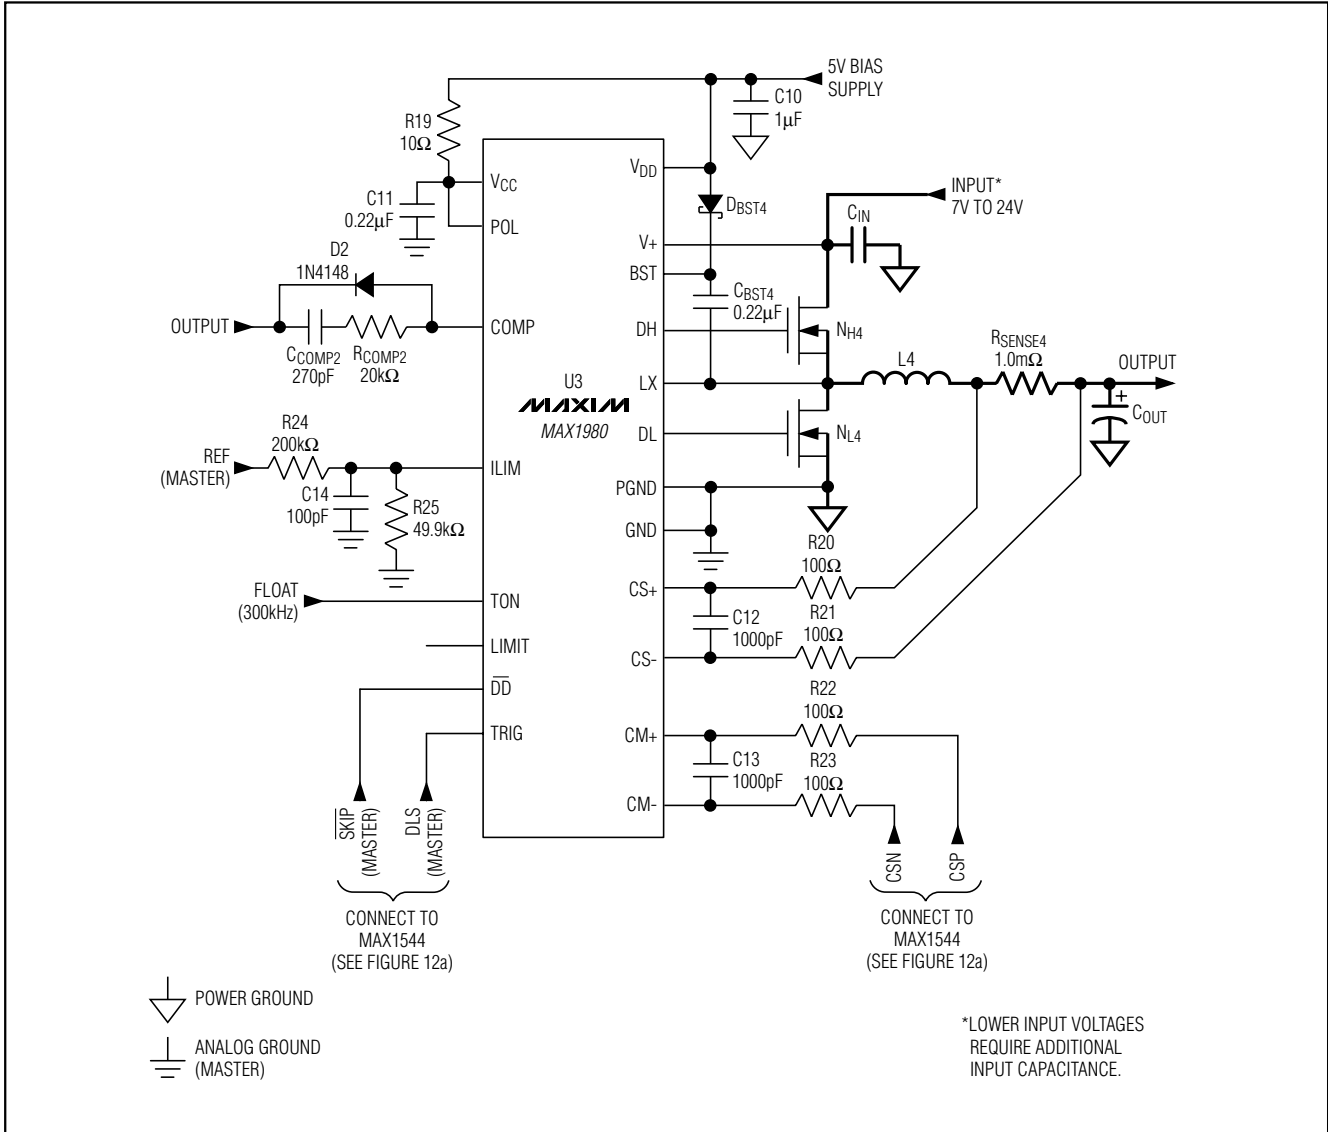 5V BIAS
SUPPLY
C10
1μF
R19
10Ω
VDD
VCC
C11
0.22μF
POL
DBST4
INPUT*
7V TO 24V
CIN
V+
BST
D2
1N4148
CBST4
0.22μF
OUTPUT
COMP
CCOMP2
270pF
RCOMP2
20kΩ
DH
NH4
RSENSE4
1.0mΩ
L4
OUTPUT
LX
U3
MAXIM
MAX1980
COUT
DL
NL4
R24
200kΩ
REF
(MASTER)
ILIM
C14
100pF
R25
49.9kΩ
PGND
GND
R20
100Ω
CS+
FLOAT
(300kHz)
TON
C12
1000pF
R21
100Ω
LIMIT
CS-
DD
R22
100Ω
TRIG
CM+
C13
1000pF
R23
100Ω
CM-
SKIP
(MASTER)
DLS
(MASTER)
CSN
CSP
CONNECT TO
MAX1544
(SEE FIGURE 12a)
CONNECT TO
MAX1544
(SEE FIGURE 12a)
POWER GROUND
ANALOG GROUND
(MASTER)
*LOWER INPUT VOLTAGES
REQUIRE ADDITIONAL
INPUT CAPACITANCE.